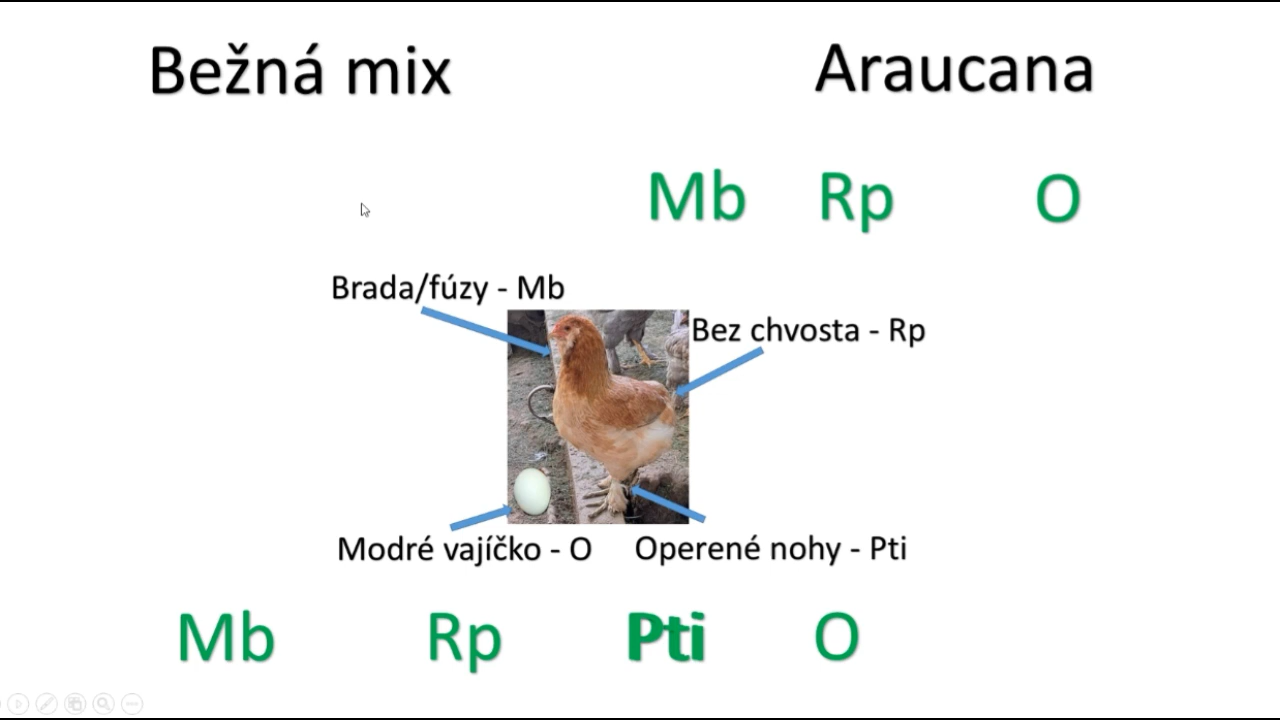 Bežná mix
Araucana
Mb Rp O
Brada/fúzy - Mb
Bez chvosta - Rp
Modré vajíčko - O
Operené nohy - Pti
Mb Rp Pti O